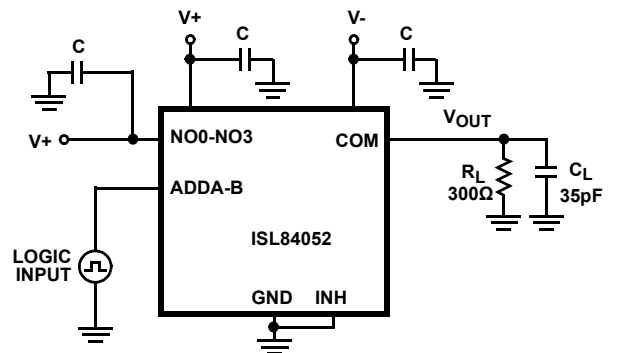 V+
C
V-
C
C
V+
NO0-NO3
COM
VOUT
ADDA-B
RL
300Ω
CL
35pF
LOGIC
INPUT
ISL84052
GND
INH